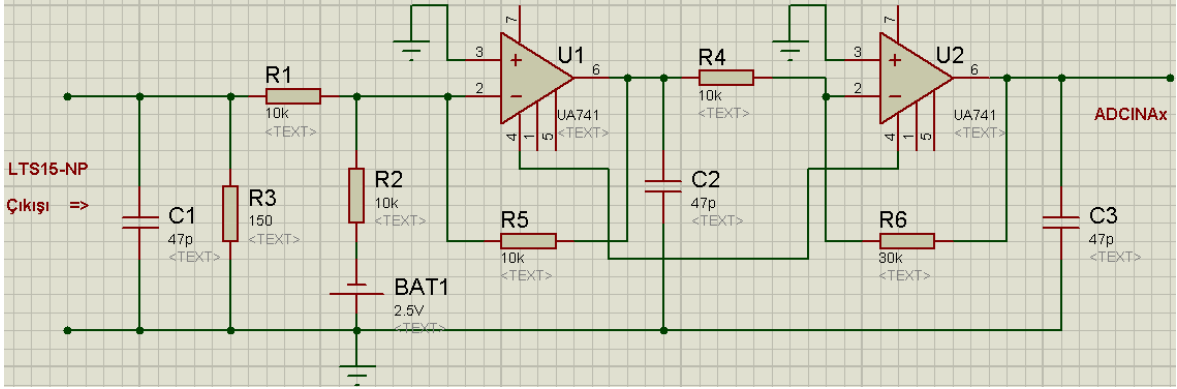 7
7
3
U1
6
R4
3
U2
6
R1
2
10k
<TEXT>
4
1
5
UA741
<TEXT>
10k
<TEXT>
2
4
1
5
UA741
<TEXT>
ADCINAx
LTS15-NP
Çıkışı =>
C1
47p
<TEXT>
R3
150
<TEXT>
R2
10k
<TEXT>
C2
47p
<TEXT>
R5
10k
<TEXT>
R6
30k
<TEXT>
C3
47p
<TEXT>
BAT1
2.5V
<TEXT>